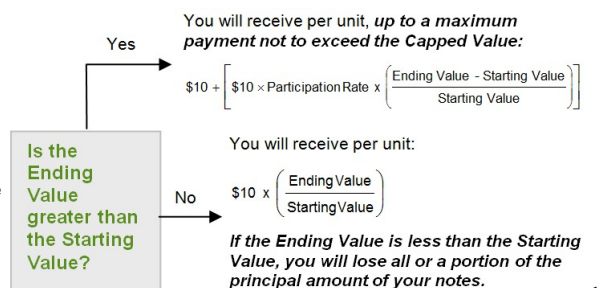 You will receive per unit, up to a maximum
payment not to exceed the Capped Value:
Yes
$10 + [ $10 × Participation Rate x ( Ending Value - Starting Value / Starting Value ) ]
Is the
Ending
Value
greater than
the Starting
Value?
You will receive per unit:
No
$10 x ( Ending Value / Starting Value )
If the Ending Value is less than the Starting
Value, you will lose all or a portion of the
principal amount of your notes.